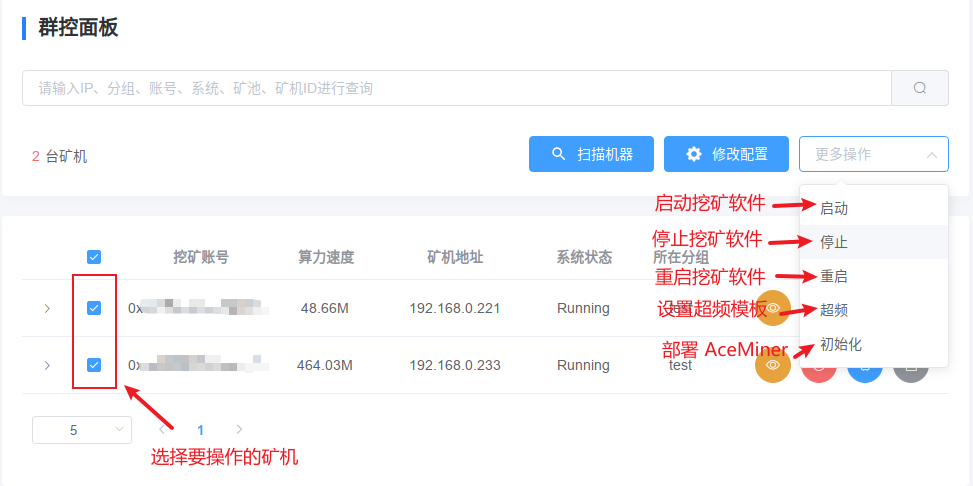 群控面板
请输入IP、分组、账号、系统、矿池、矿机ID进行查询
2 台矿机
扫描机器
修改配置
更多操作
启动挖矿软件
启动
停止挖矿软件
停止
挖矿账号
算力速度
矿机地址
系统状态
所在分组
重启挖矿软件
重启
0x
48.66M
192.168.0.221
Running
设置超频模板
超频
部署 AceMiner
初始化
0x
464.03M
192.168.0.233
Running
test
5
1
选择要操作的矿机